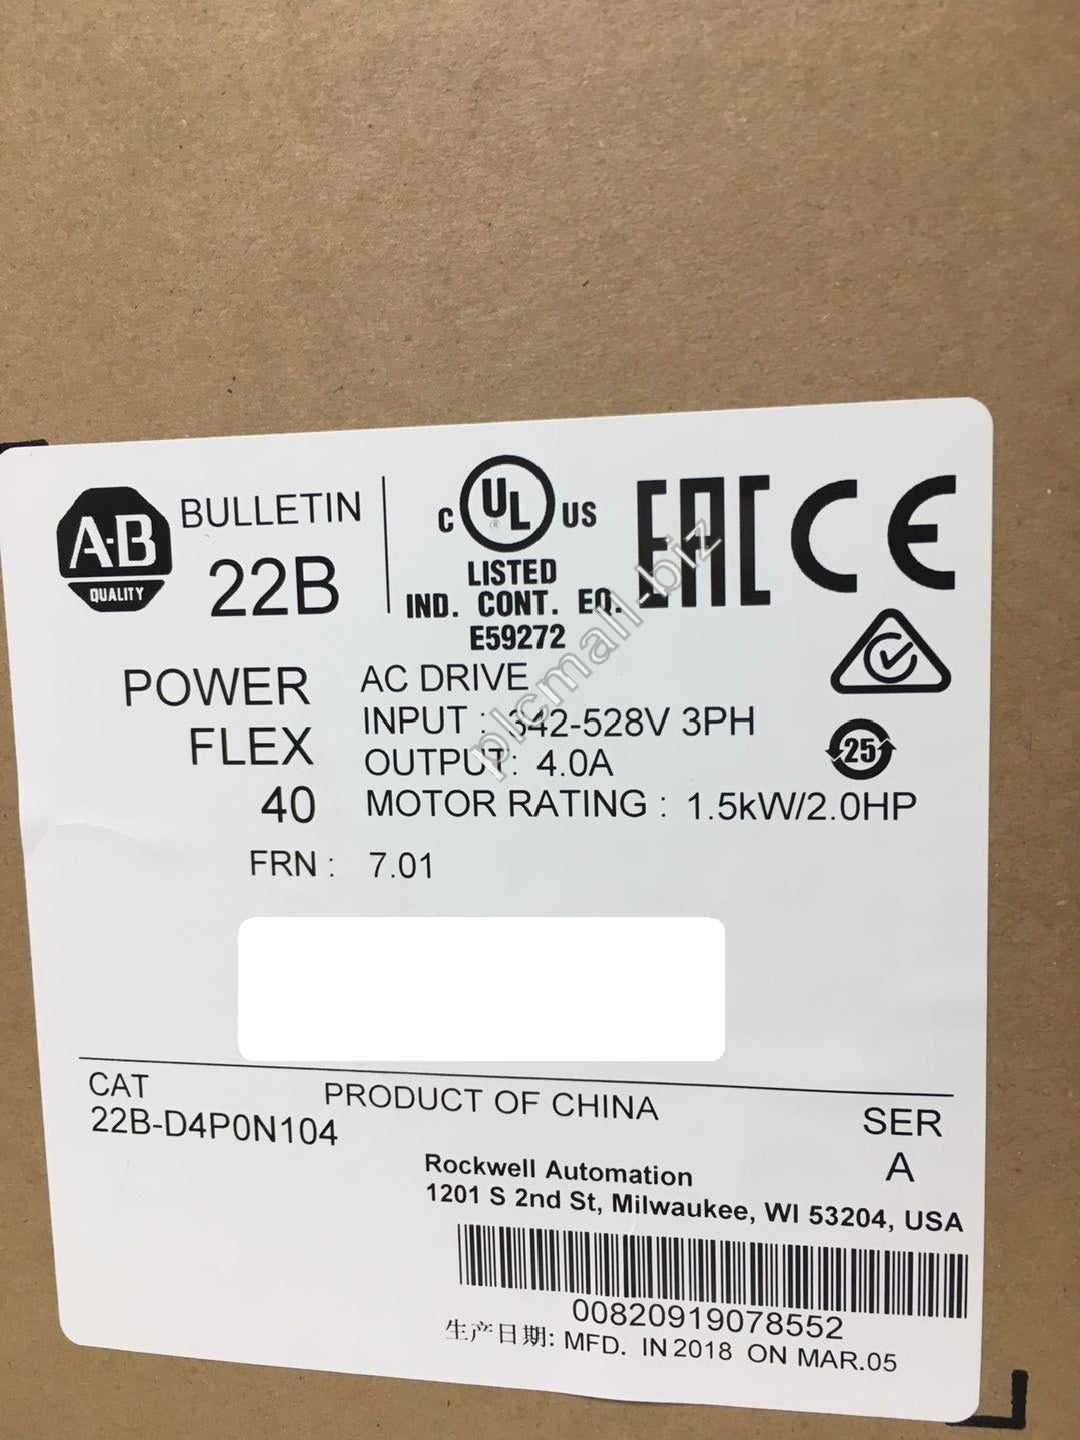 A-B
QUALITY
BULLETIN
22B
C UL US
®
LISTED
IND. CONT. EQ.
E59272
EAC CE
POWER
FLEX
40
AC DRIVE
INPUT : 342-528V 3PH
OUTPUT: 4.0A
MOTOR RATING : 1.5kW/2.0HP
25
FRN : 7.01
plcmall-biz
CAT
22B-D4P0N104
PRODUCT OF CHINA
SER
A
Rockwell Automation
1201 S 2nd St, Milwaukee, WI 53204, USA
00820919078552
生产日期: MFD. IN 2018 ON MAR.05